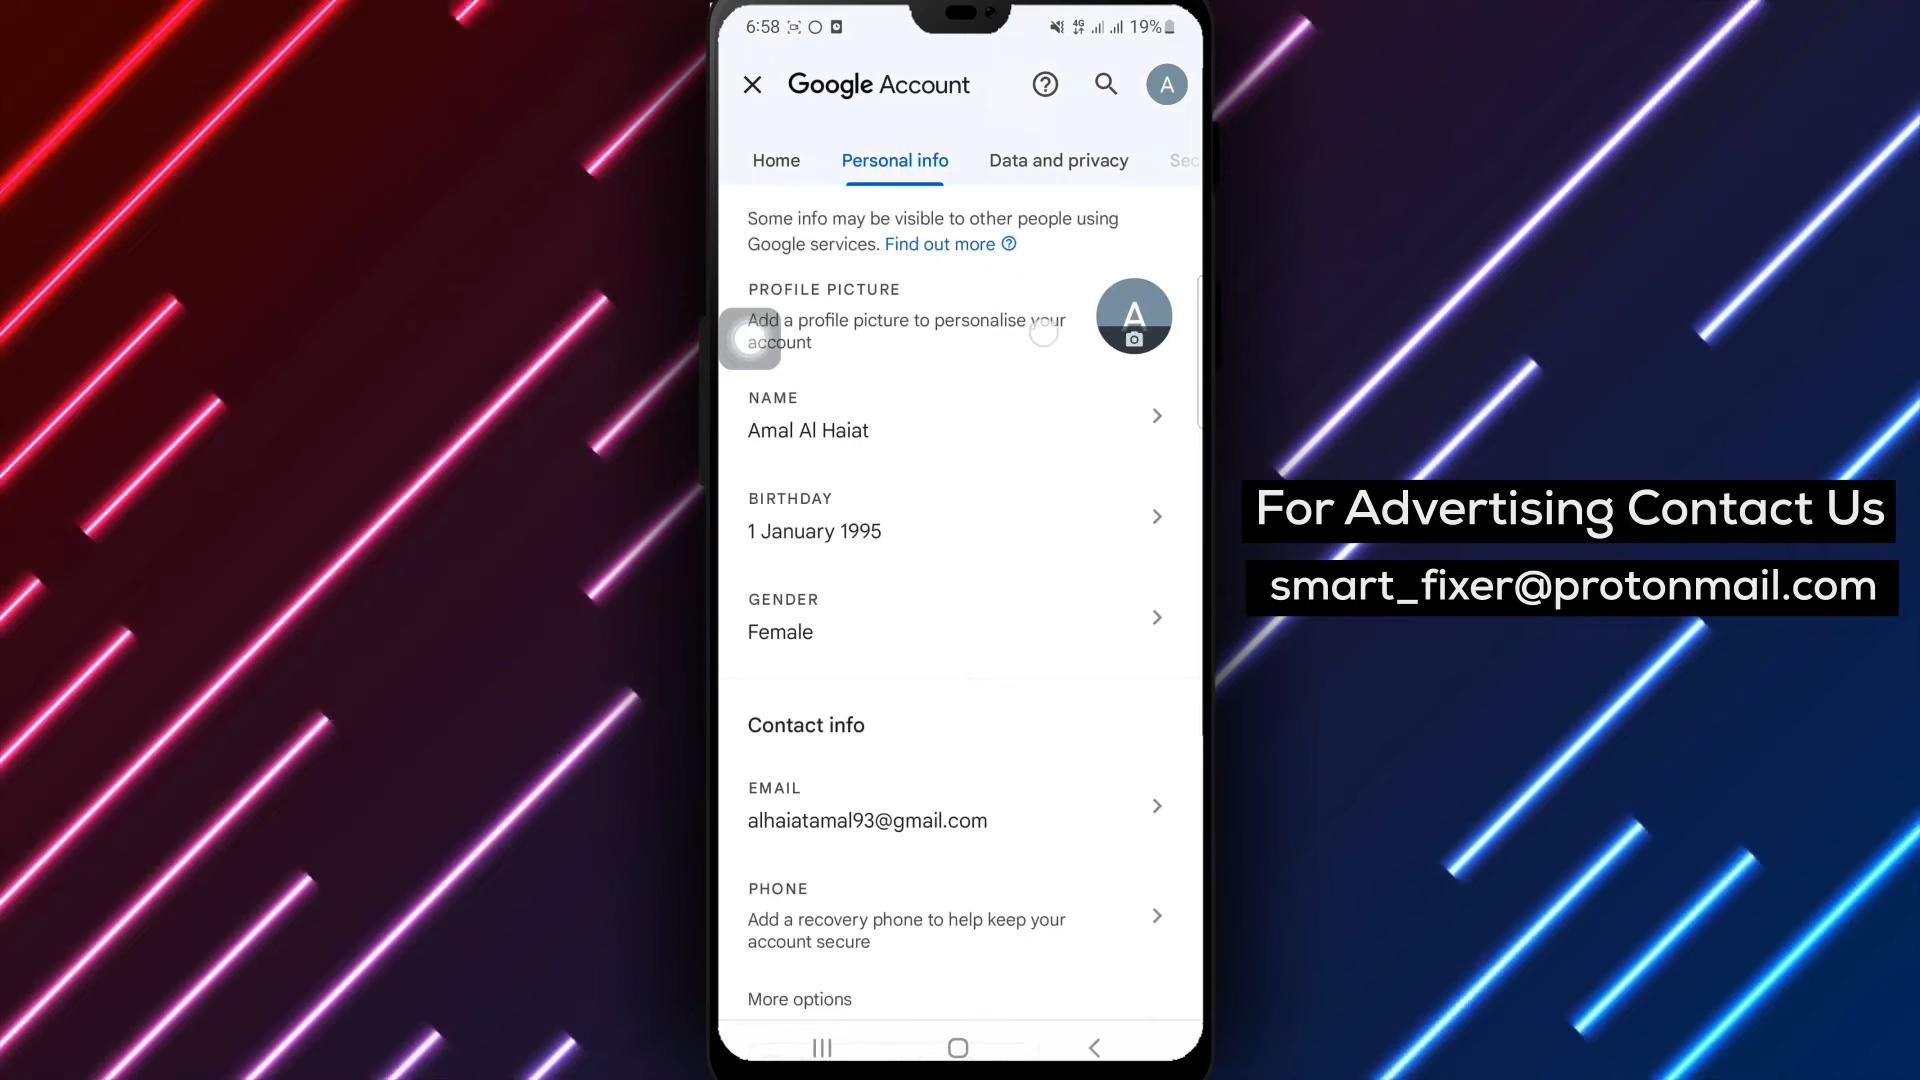 6:58
4G 19%
Google Account
A
Home Personal info Data and privacy Sec
Some info may be visible to other people using
Google services. Find out more
PROFILE PICTURE
Add a profile picture to personalise your
account
A
NAME
Amal Al Haiat
BIRTHDAY
1 January 1995
GENDER
Female
Contact info
EMAIL
alhaiatamal93@gmail.com
PHONE
Add a recovery phone to help keep your
account secure
More options
For Advertising Contact Us
smart_fixer@protonmail.com